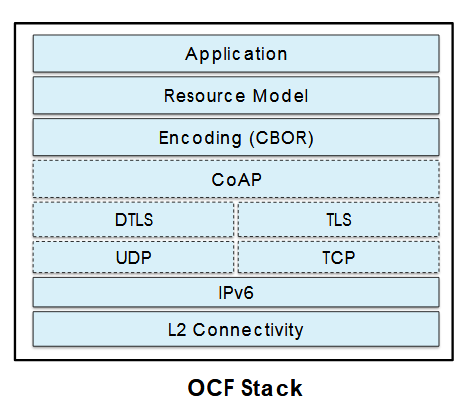 Application
Resource Model
Encoding (CBOR)
CoAP
DTLS TLS
UDP TCP
IPv6
L2 Connectivity
OCF Stack